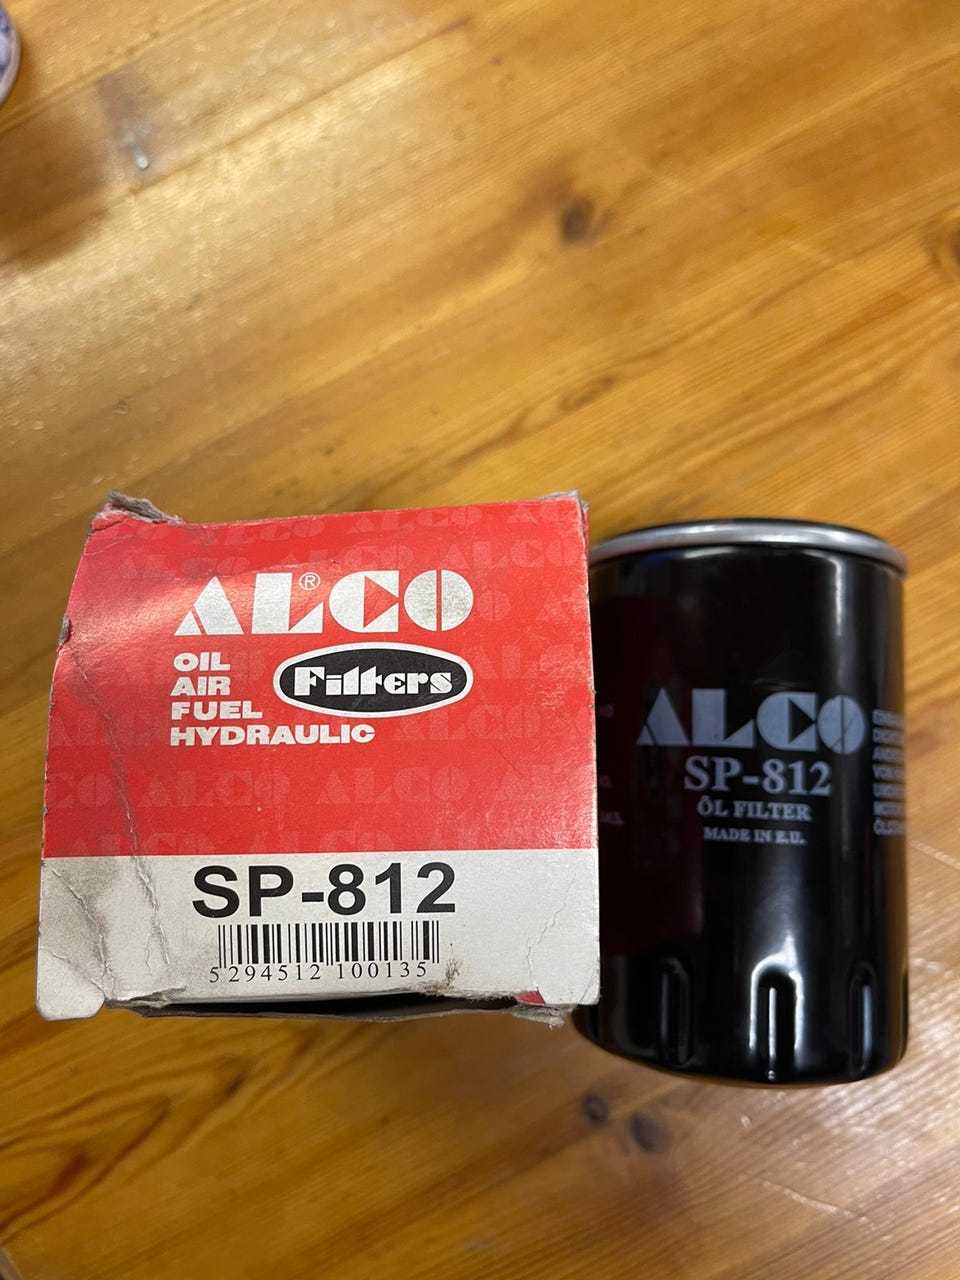 ALCO®
OIL
AIR
FUEL
HYDRAULIC
Filters
SP-812
5 294512 100135
ALCO
SP-812
ÖL FILTER
MADE IN E.U.